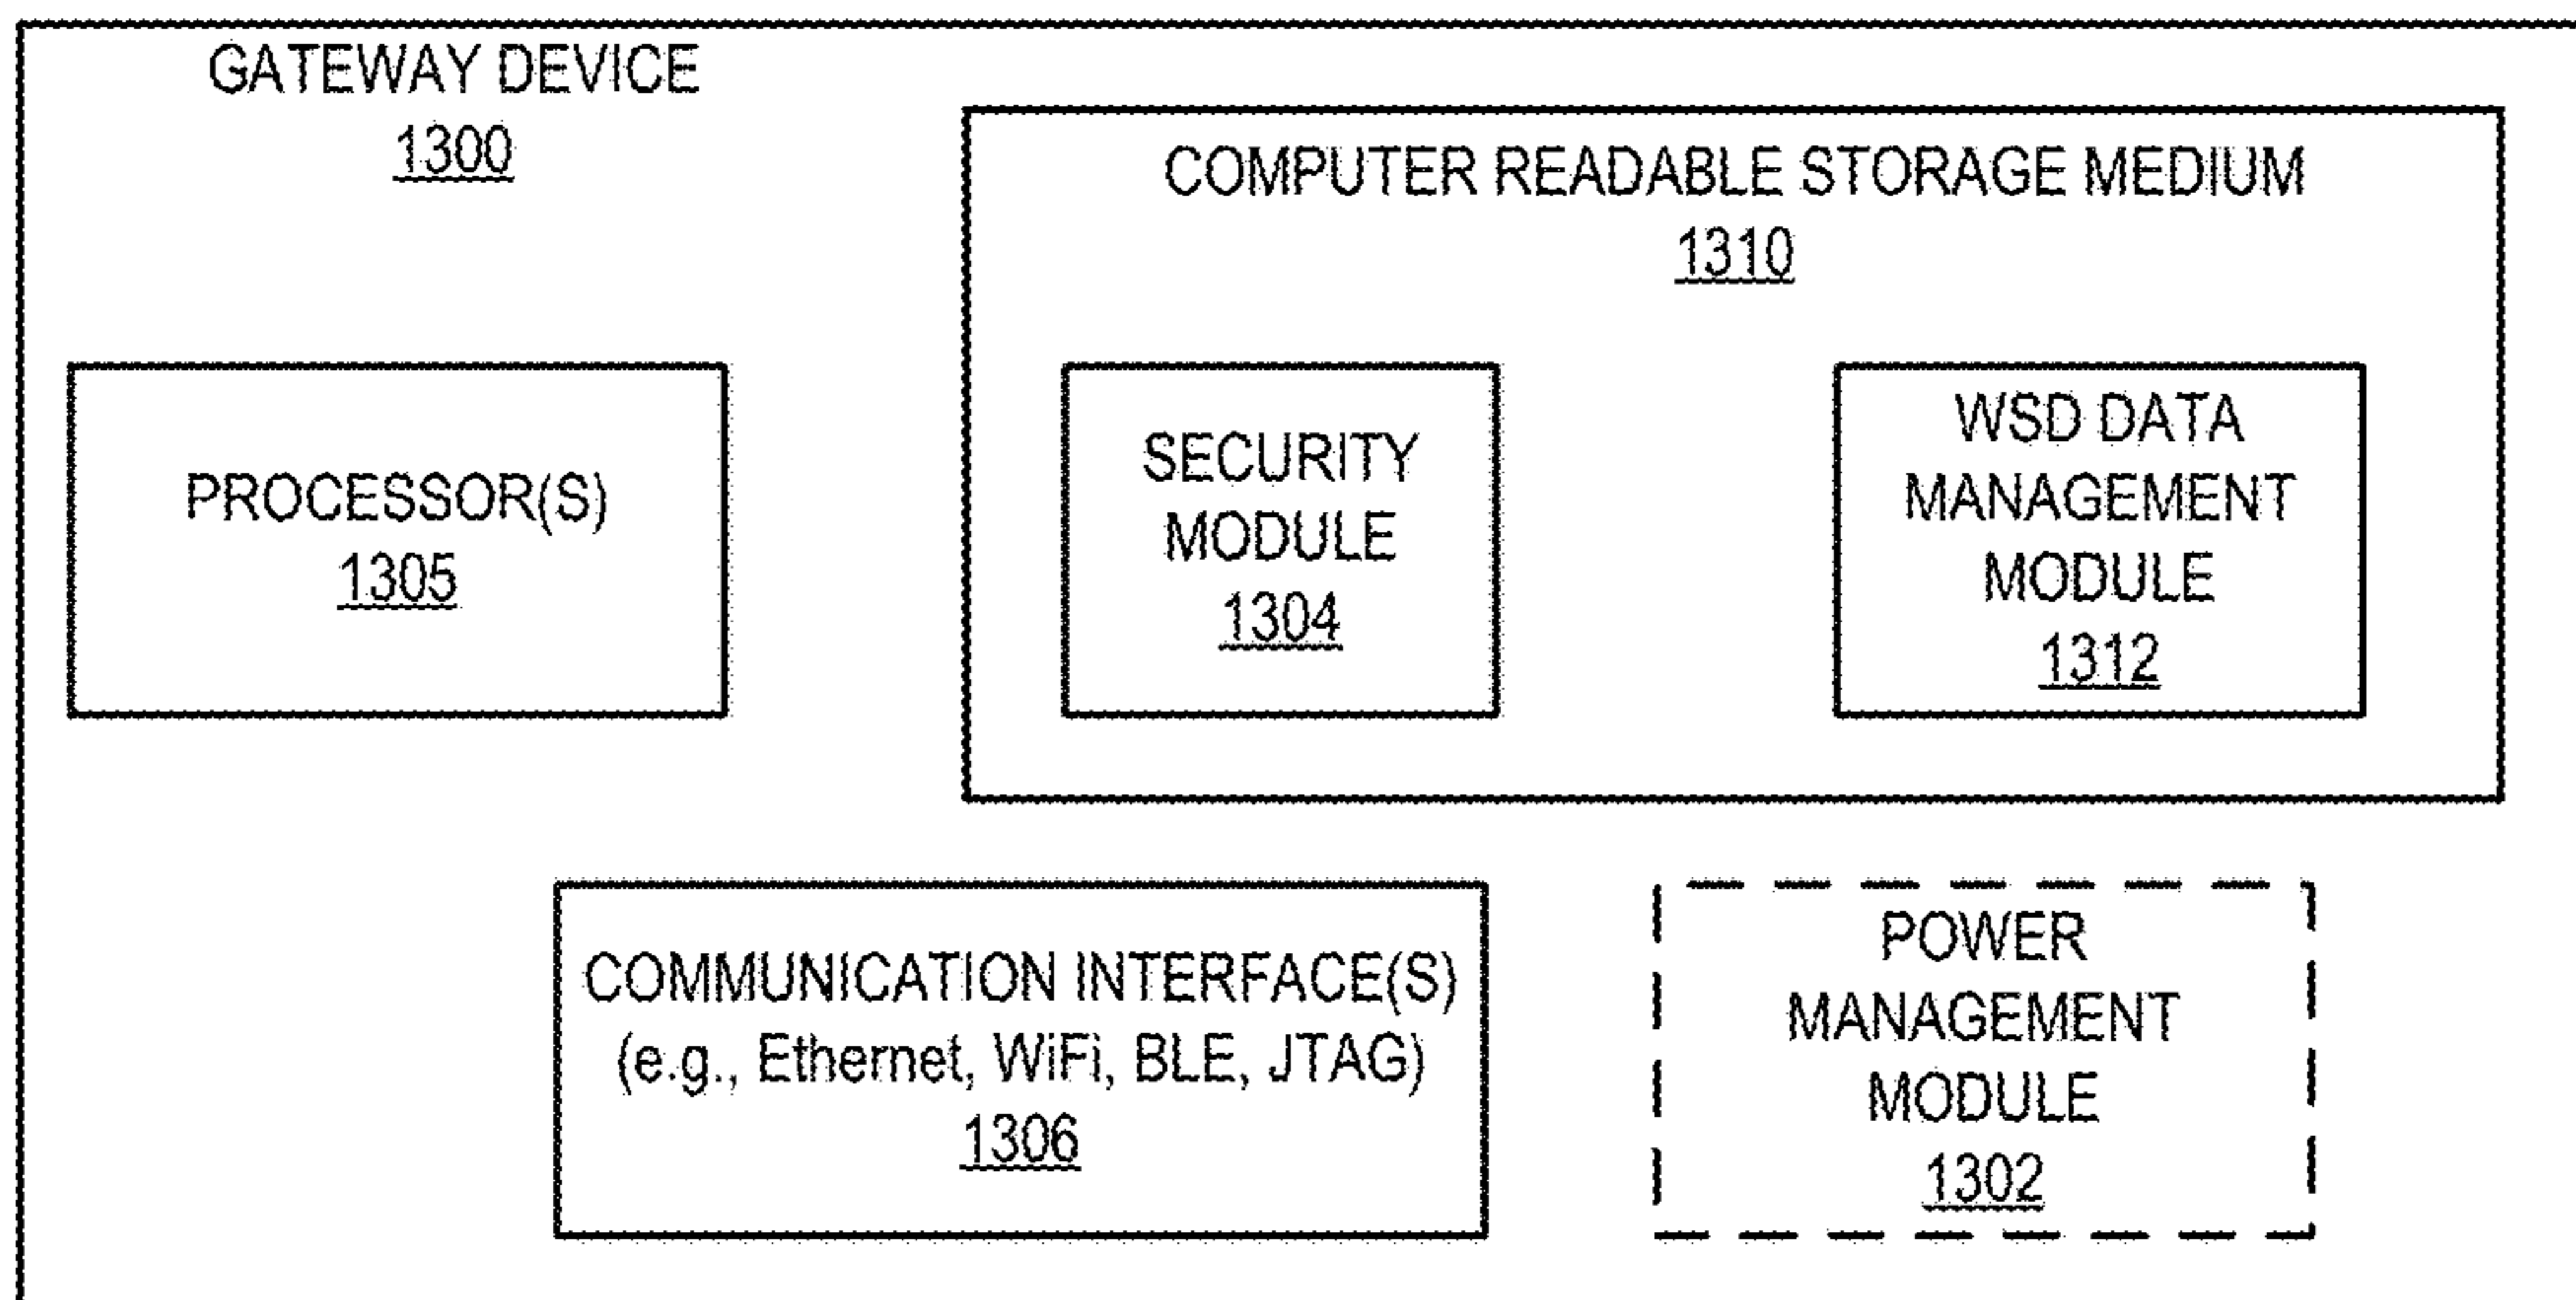 GATEWAY DEVICE
1300
COMPUTER READABLE STORAGE MEDIUM
1310
PROCESSOR(S)
1305
SECURITY
MODULE
1304
WSD DATA
MANAGEMENT
MODULE
1312
COMMUNICATION INTERFACE(S)
(e.g., Ethernet, WiFi, BLE, JTAG)
1306
POWER
MANAGEMENT
MODULE
1302